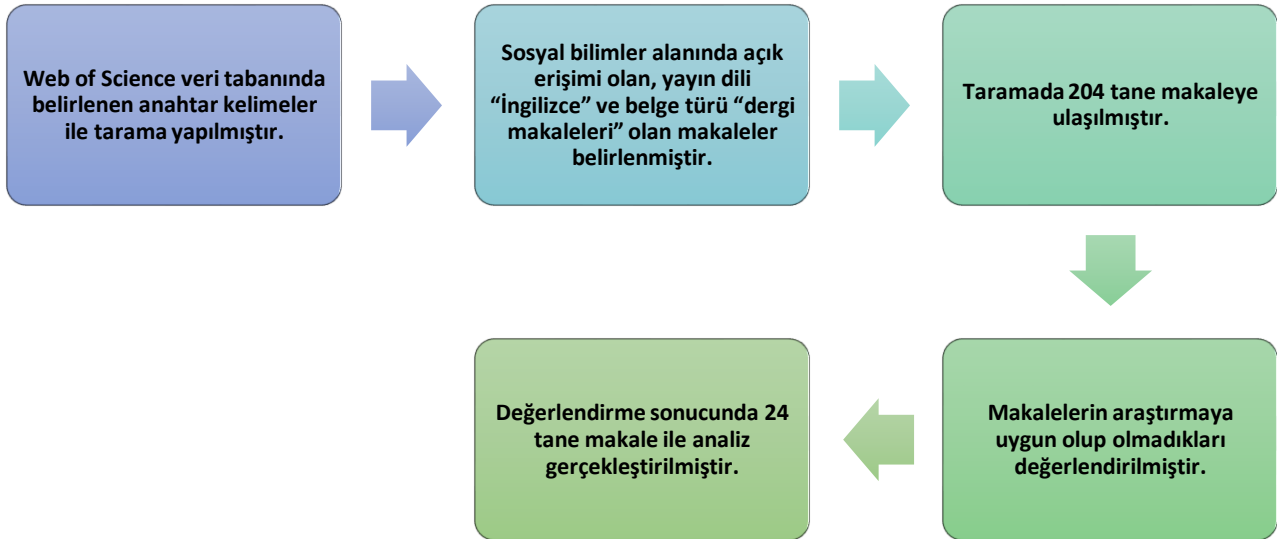 Web of Science veri tabanında
belirlenen anahtar kelimeler
ile tarama yapılmıştır.
Sosyal bilimler alanında açık
erişimi olan, yayın dili
“İngilizce” ve belge türü “dergi
makaleleri” olan makaleler
belirlenmiştir.
Taramada 204 tane makaleye
ulaşılmıştır.
Makalelerin araştırmaya
uygun olup olmadıkları
değerlendirilmiştir.
Değerlendirme sonucunda 24
tane makale ile analiz
gerçekleştirilmiştir.